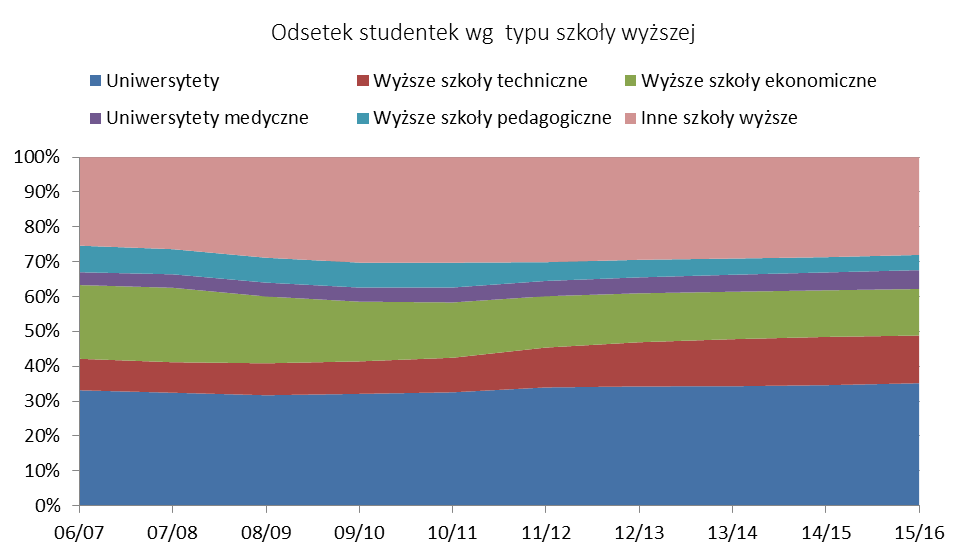 Odsetek studentek wg  typu szkoły wyższej
Uniwersytety Wyższe szkoły techniczne Wyższe szkoły ekonomiczne
Uniwersytety medyczne Wyższe szkoły pedagogiczne Inne szkoły wyższe
100%
90%
80%
70%
60%
50%
40%
30%
20%
10%
0%
06/07 07/08 08/09 09/10 10/11 11/12 12/13 13/14 14/15 15/16